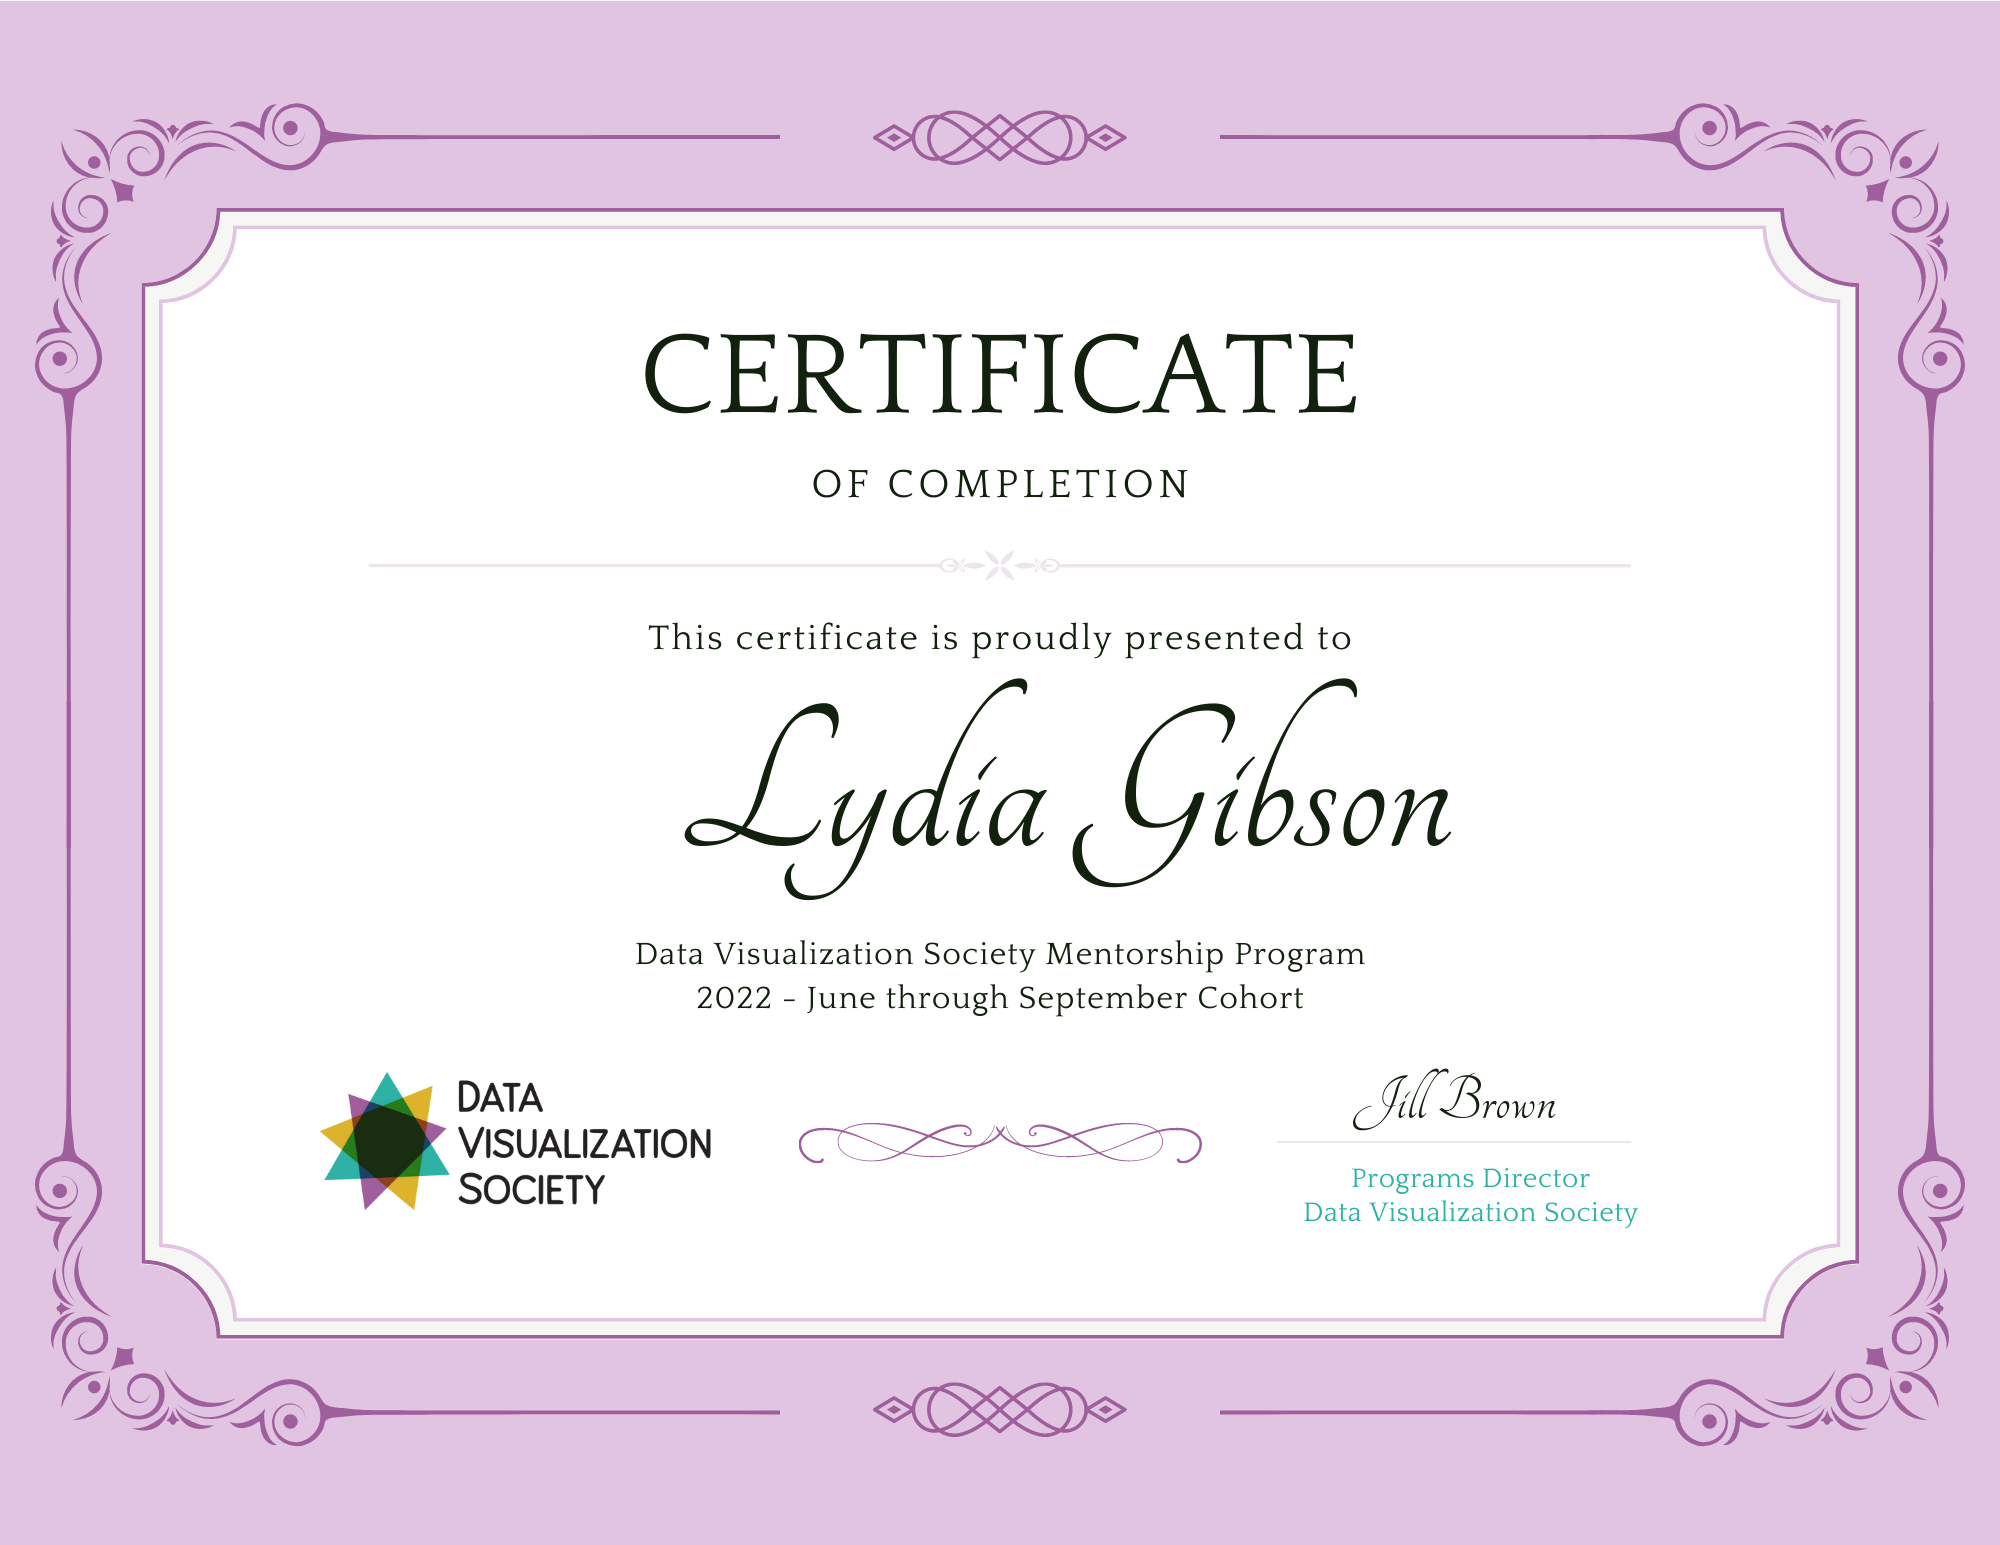 CERTIFICATE
OF COMPLETION
This certificate is proudly presented to
Lydia Gibson
Data Visualization Society Mentorship Program
2022 - June through September Cohort
DATA
VISUALIZATION
SOCIETY
Jill Brown
Programs Director
Data Visualization Society